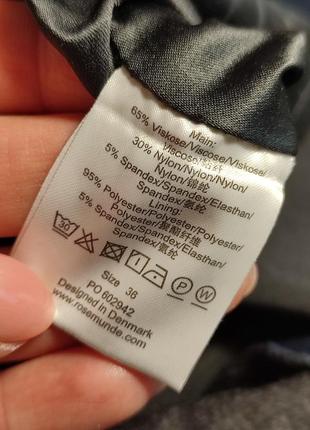 Main:
65% Viskose/Viscose/Viskose/
Viscose/粘纤
30% Nylon/Nylon/Nylon/
Nylon/锦纶
5% Spandex/Spandex/Elasthan/
Spandex/氨纶
Lining:
95% Polyester/Polyester/
Polyester/聚酯纤维
5% Spandex/Spandex/Elasthan/
Spandex/氨纶
30 P W
Size 36
PO 602942
Designed in Denmark
www.rosemunde.com